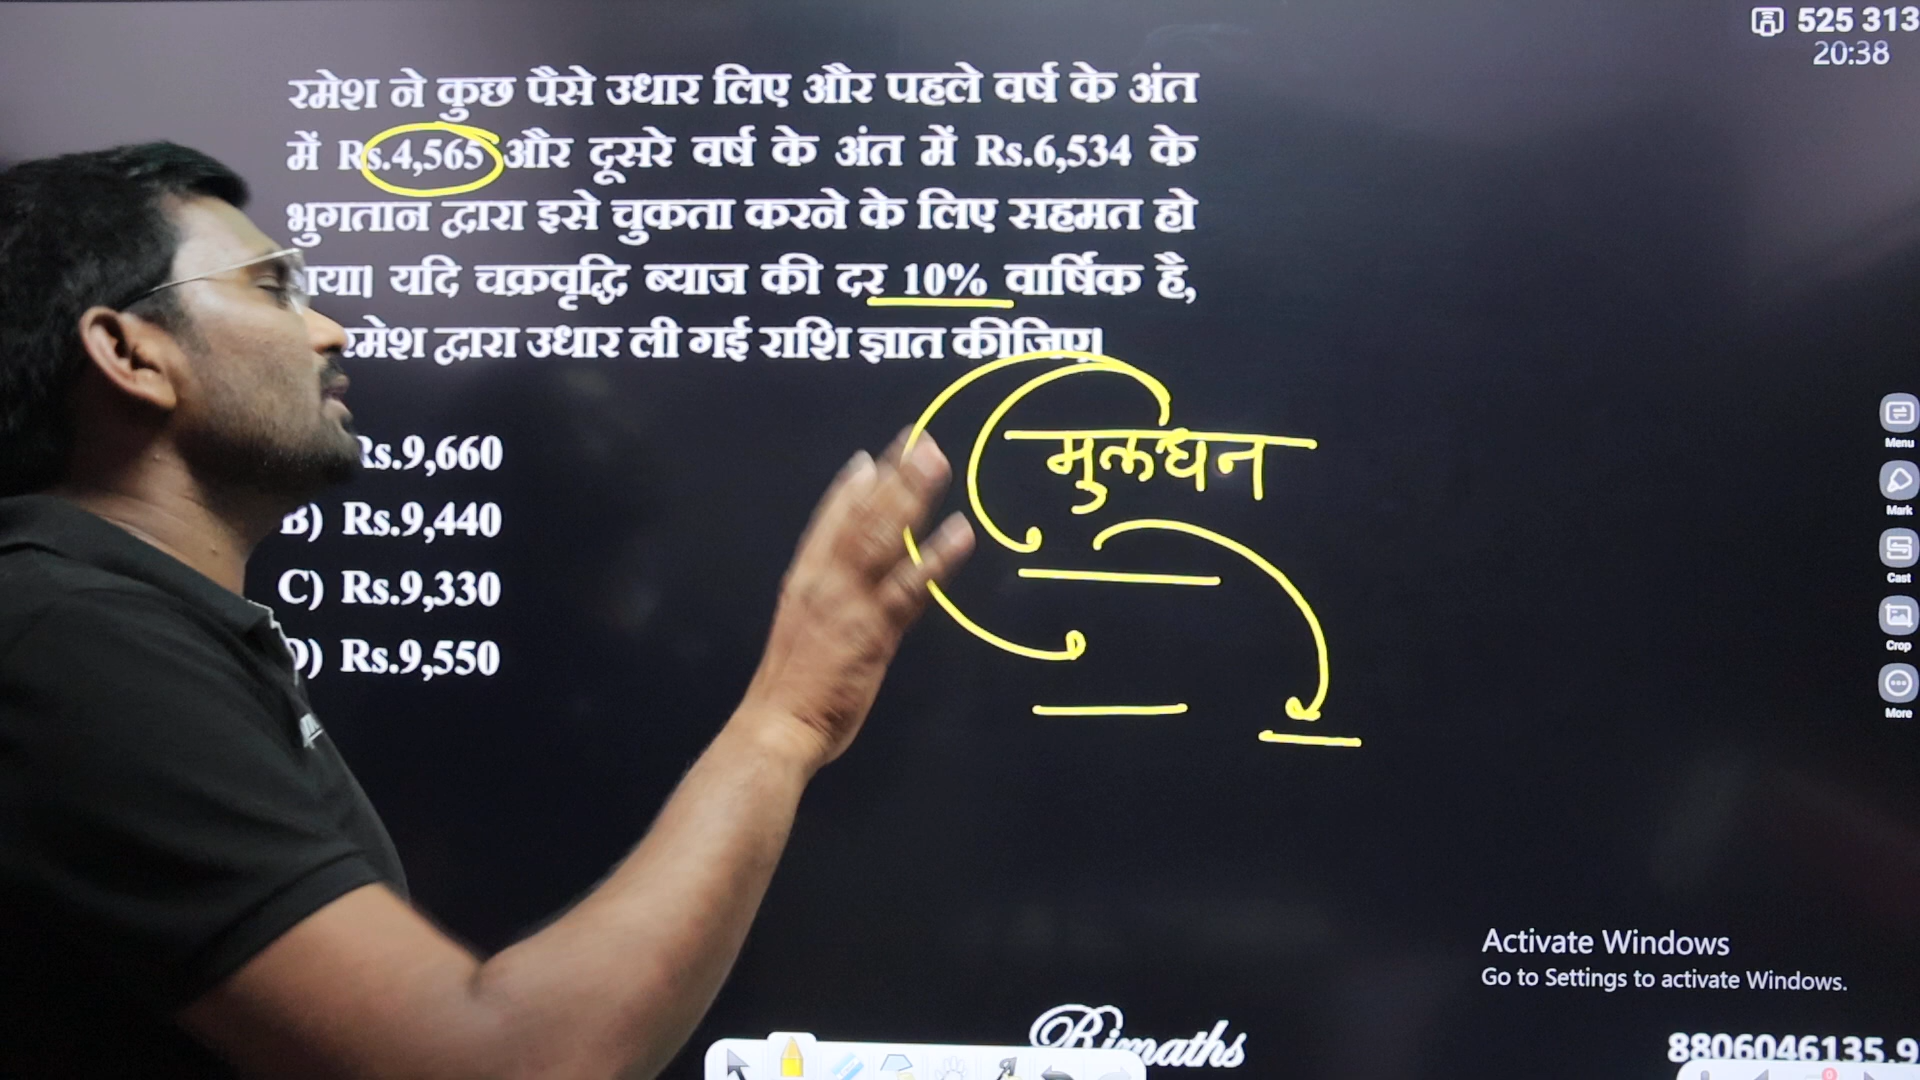 525 313
20:38
रमेश ने कुछ पैसे उधार लिए और पहले वर्ष के अंत
में Rs.4,565 और दूसरे वर्ष के अंत में Rs.6,534 के
भुगतान द्वारा इसे चुकता करने के लिए सहमत हो
गया। यदि चक्रवृद्धि ब्याज की दर 10% वार्षिक है,
रमेश द्वारा उधार ली गई राशि ज्ञात कीजिए।
Rs.9,660
B) Rs.9,440
C) Rs.9,330
D) Rs.9,550
मुलधन
Menu
Mark
Cast
Crop
More
Activate Windows
Go to Settings to activate Windows.
Rjmaths
8806046135.9